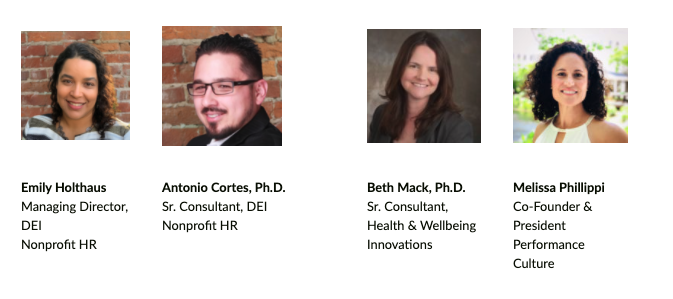 Emily Holthaus
Managing Director,
DEI
Nonprofit HR
Antonio Cortes, Ph.D.
Sr. Consultant, DEI
Nonprofit HR
Beth Mack, Ph.D.
Sr. Consultant,
Health & Wellbeing
Innovations
Melissa Phillippi
Co-Founder &
President
Performance
Culture